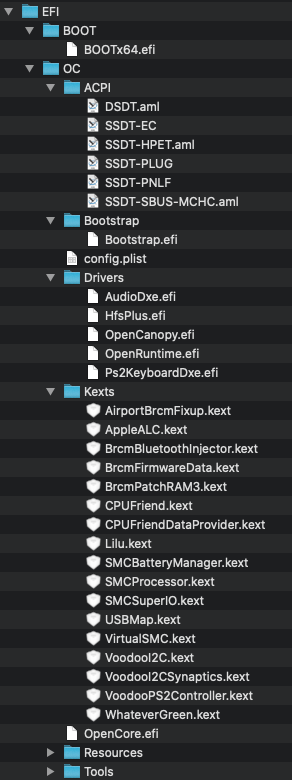 EFI
BOOT
BOOTx64.efi
OC
ACPI
DSDT.aml
SSDT-EC
SSDT-HPET.aml
SSDT-PLUG
SSDT-PNLF
SSDT-SBUS-MCHC.aml
Bootstrap
Bootstrap.efi
config.plist
Drivers
AudioDxe.efi
HfsPlus.efi
OpenCanopy.efi
OpenRuntime.efi
Ps2KeyboardDxe.efi
Kexts
AirportBrcmFixup.kext
AppleALC.kext
BrcmBluetoothInjector.kext
BrcmFirmwareData.kext
BrcmPatchRAM3.kext
CPUFriend.kext
CPUFriendDataProvider.kext
Lilu.kext
SMCBatteryManager.kext
SMCProcessor.kext
SMCSuperIO.kext
USBMap.kext
VirtualSMC.kext
VoodooI2C.kext
VoodooI2CSynaptics.kext
VoodooPS2Controller.kext
WhateverGreen.kext
OpenCore.efi
Resources
Tools